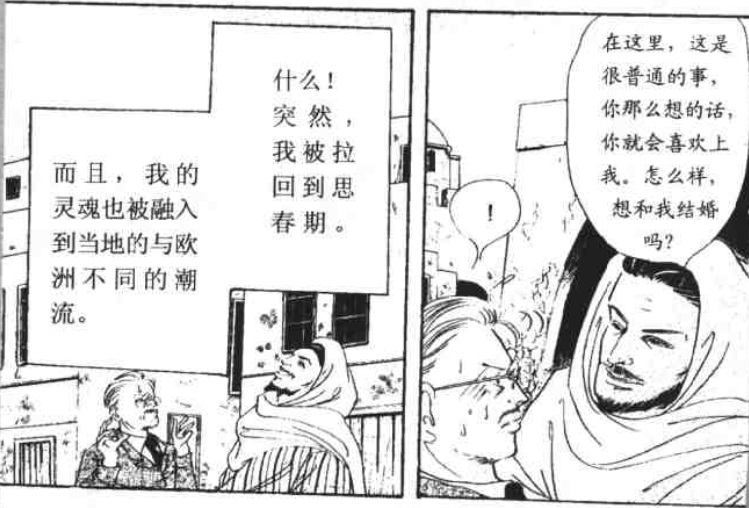 在这里，这是
很普通的事，
你那么想的话，
你就会喜欢上
我。怎么样，
想和我结婚
吗？
！
什么！
突然，
我被拉
回到思
春期。
而且，我的
灵魂也被融入
到当地的与欧
洲不同的潮
流。